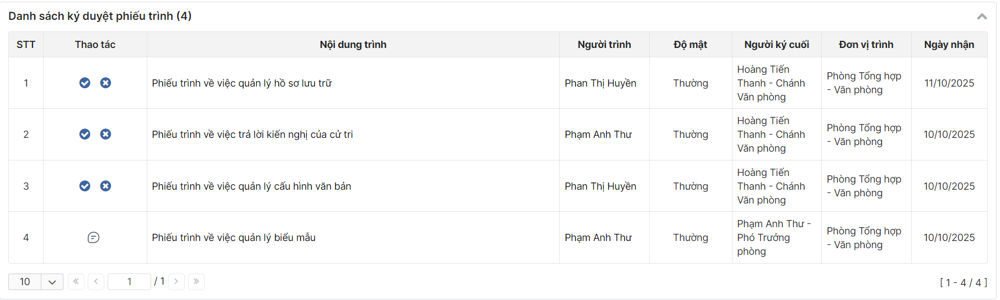 Danh sách ký duyệt phiếu trình (4)
STT Thao tác Nội dung trình Người trình Độ mật Người ký cuối Đơn vị trình Ngày nhận
1 Phiếu trình về việc quản lý hồ sơ lưu trữ Phan Thị Huyền Thường Hoàng Tiến Thanh - Chánh Văn phòng Phòng Tổng hợp - Văn phòng 11/10/2025
2 Phiếu trình về việc trả lời kiến nghị của cử tri Phạm Anh Thư Thường Hoàng Tiến Thanh - Chánh Văn phòng Phòng Tổng hợp - Văn phòng 10/10/2025
3 Phiếu trình về việc quản lý cấu hình văn bản Phan Thị Huyền Thường Hoàng Tiến Thanh - Chánh Văn phòng Phòng Tổng hợp - Văn phòng 10/10/2025
4 Phiếu trình về việc quản lý biểu mẫu Phạm Anh Thư Thường Phạm Anh Thư - Phó Trưởng phòng Phòng Tổng hợp - Văn phòng 10/10/2025
10 1 / 1 [ 1 - 4 / 4 ]